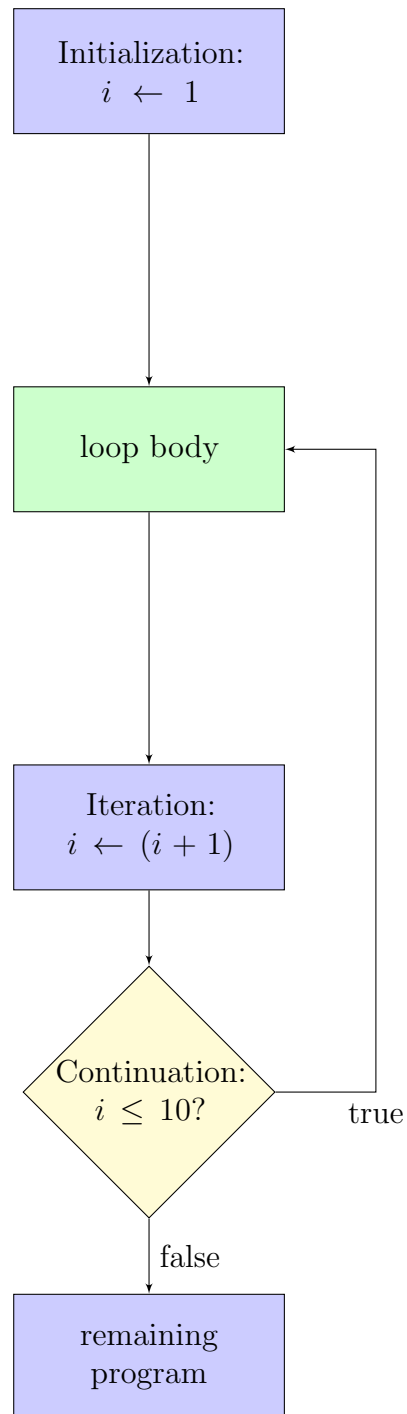 Initialization:
i ← 1
loop body
Iteration:
i ← (i + 1)
Continuation:
i ≤ 10?
true
false
remaining
program